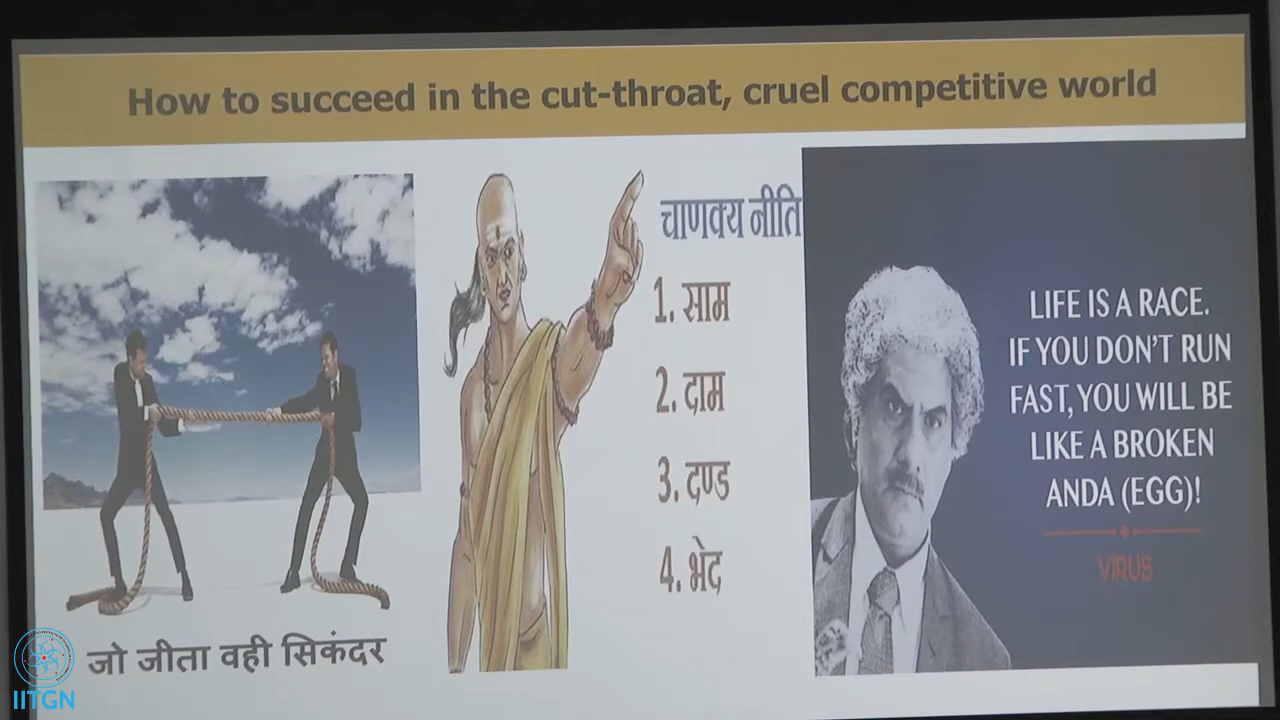 How to succeed in the cut-throat, cruel competitive world
जो जीता वही सिकंदर
चाणक्य नीति
1. साम
2. दाम
3. दण्ड
4. भेद
LIFE IS A RACE.
IF YOU DON'T RUN
FAST, YOU WILL BE
LIKE A BROKEN
ANDA (EGG)!
VIRUS
IITGN